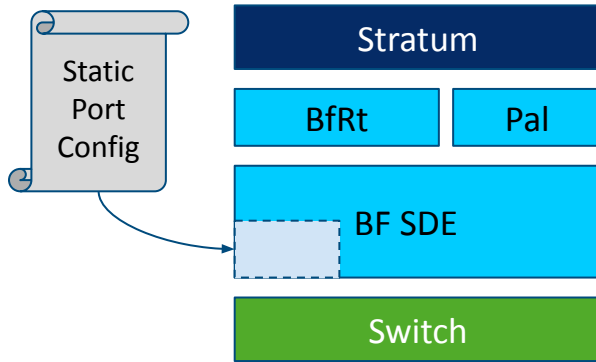 Static
Port
Config
Stratum
BfRt
Pal
BF SDE
Switch